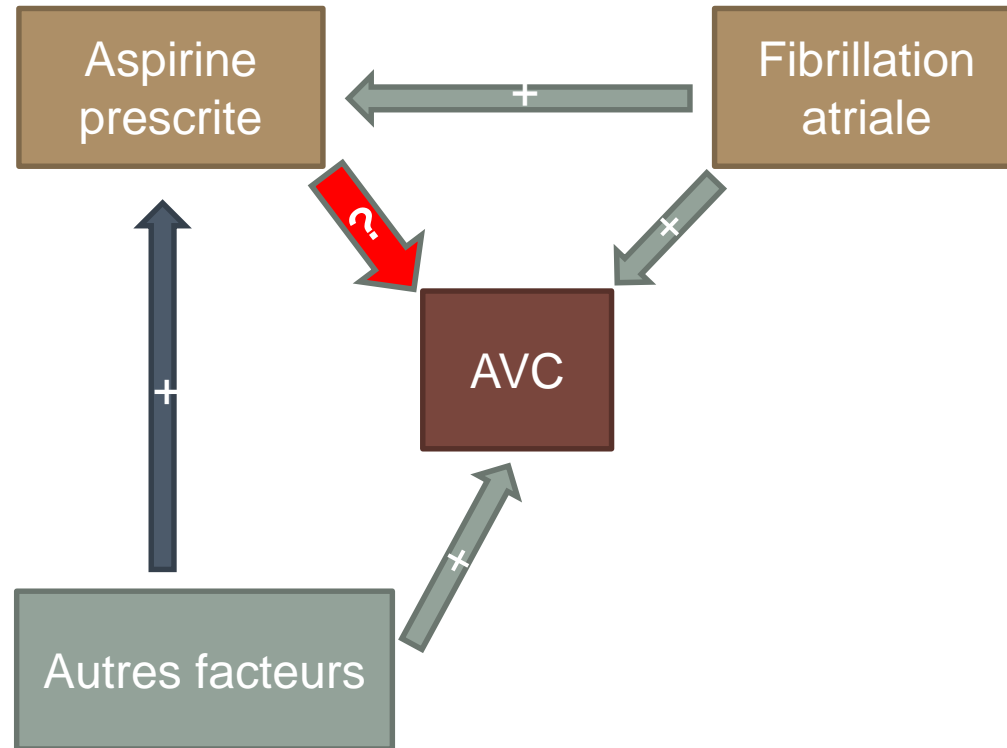 Aspirine
prescrite
+
Fibrillation
atriale
?
+
AVC
+
+
Autres facteurs